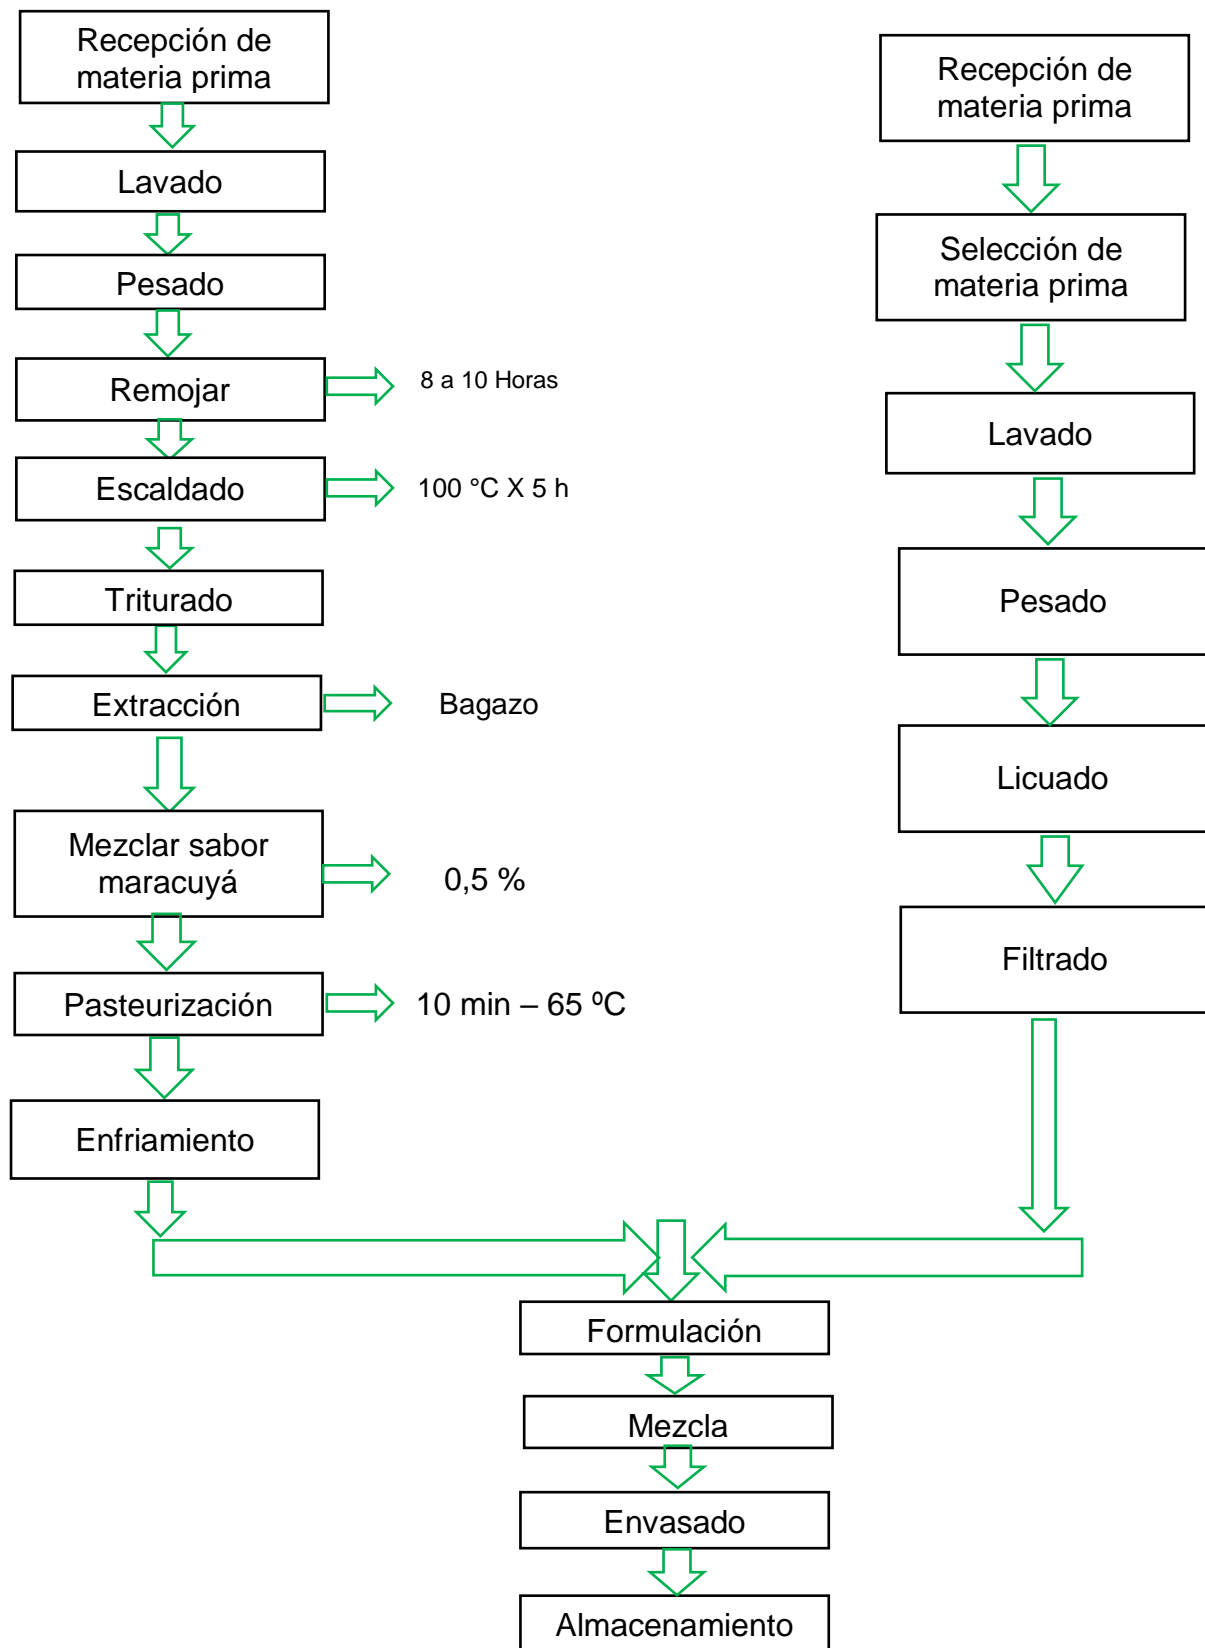 Recepción de
materia prima
Lavado
Pesado
Remojar
8 a 10 Horas
Escaldado
100 °C X 5 h
Triturado
Extracción
Bagazo
Mezclar sabor
maracuyá
0,5 %
Pasteurización
10 min – 65 ºC
Enfriamiento
Recepción de
materia prima
Selección de
materia prima
Lavado
Pesado
Licuado
Filtrado
Formulación
Mezcla
Envasado
Almacenamiento